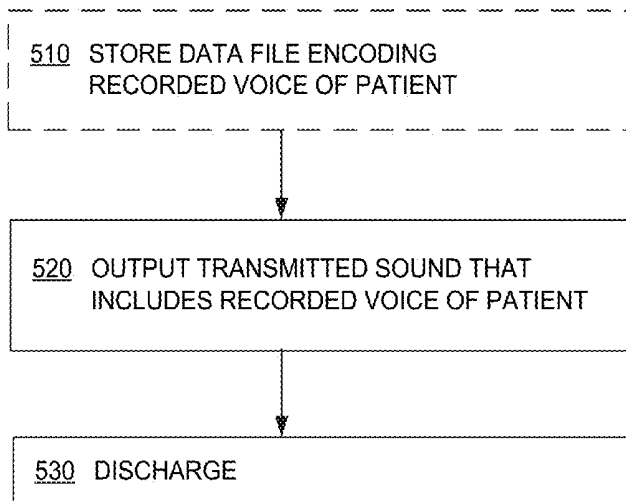 510 STORE DATA FILE ENCODING
RECORDED VOICE OF PATIENT
520 OUTPUT TRANSMITTED SOUND THAT
INCLUDES RECORDED VOICE OF PATIENT
530 DISCHARGE